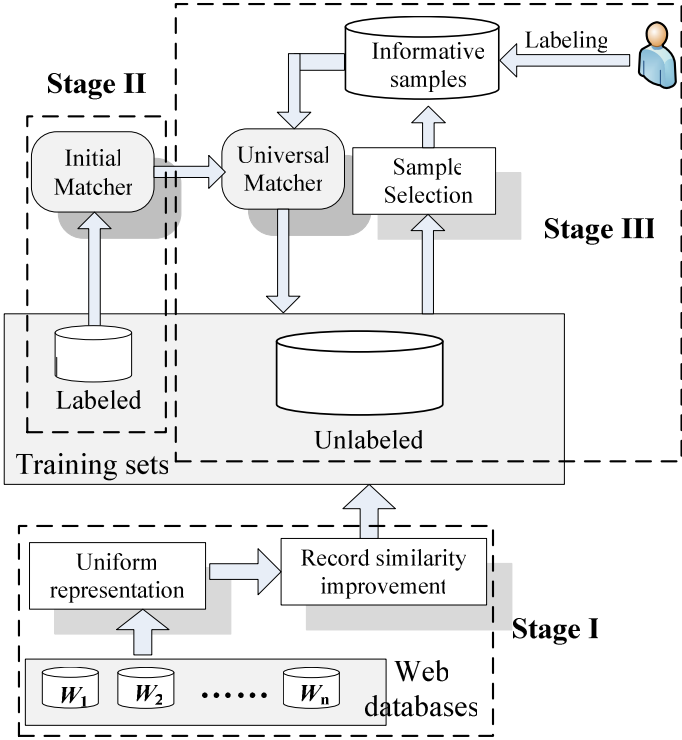 Informative
samples
Labeling
Stage II
Initial
Matcher
Universal
Matcher
Sample
Selection
Stage III
Labeled
Unlabeled
Training sets
Uniform
representation
Record similarity
improvement
Stage I
W1
W2
……
Wn
Web
databases